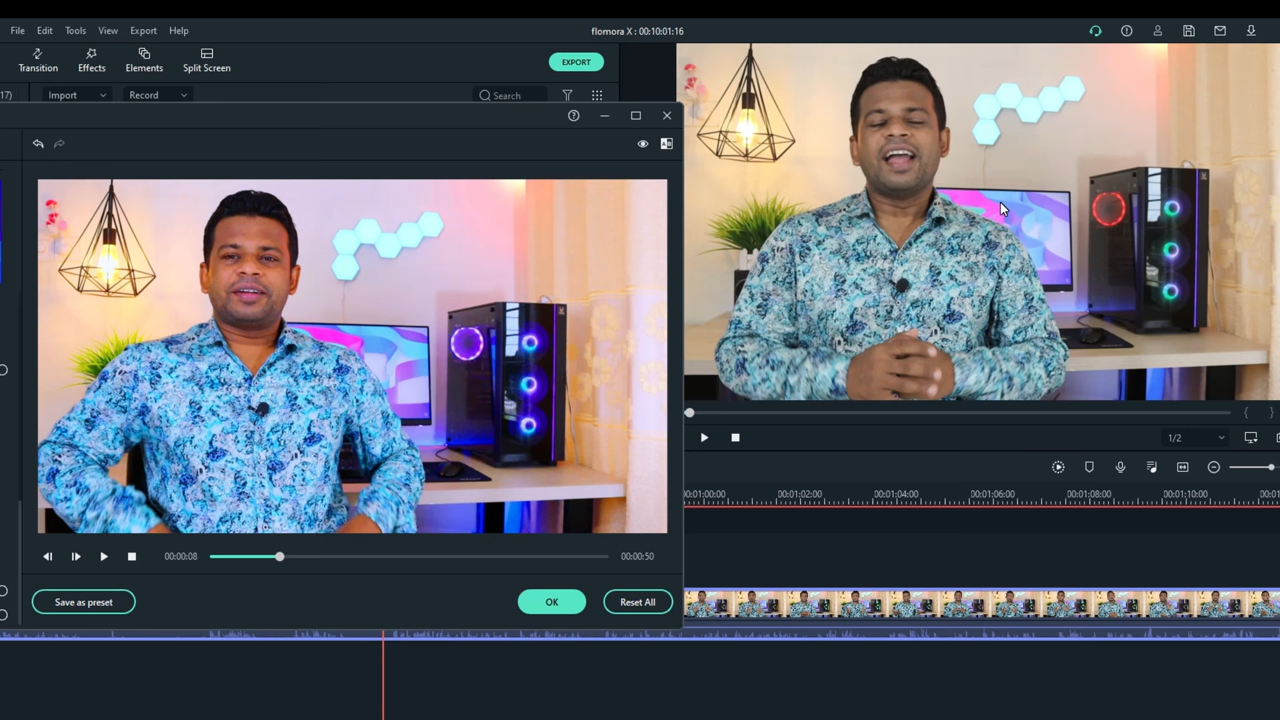 File Edit Tools View Export Help flomora X : 00:10:01:16
Transition Effects Elements Split Screen EXPORT
17) Import Record Search
00:00:08 00:00:50
Save as preset OK Reset All
1/2
00:01:00:00 00:01:02:00 00:01:04:00 00:01:06:00 00:01:08:00 00:01:10:00 00:01